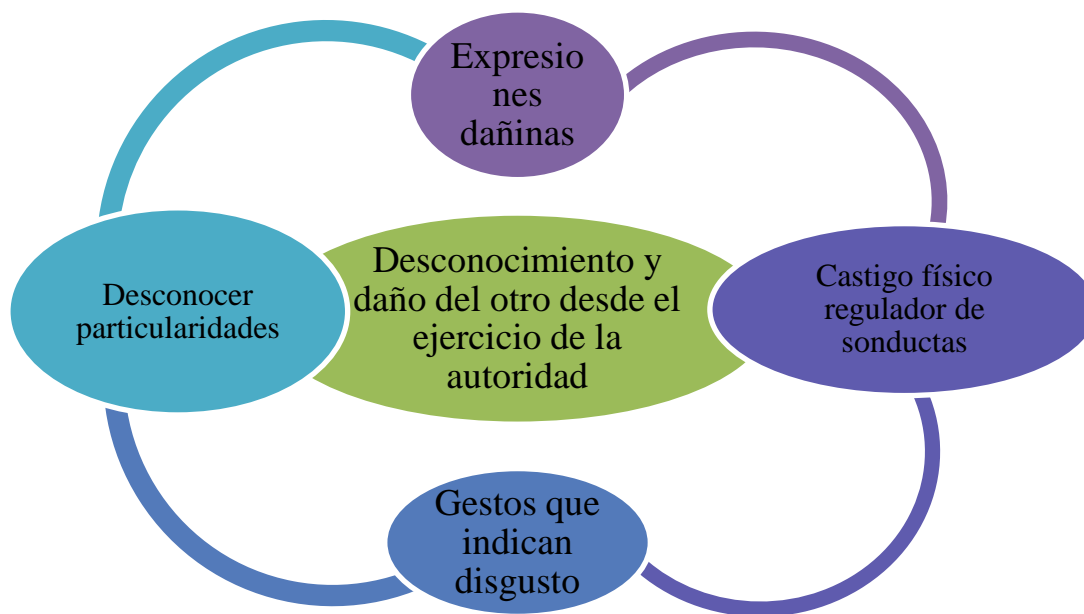 Expresio
nes
dañinas
Desconocer
particularidades
Desconocimiento y
daño del otro desde el
ejercicio de la
autoridad
Castigo físico
regulador de
sonductas
Gestos que
indican
disgusto